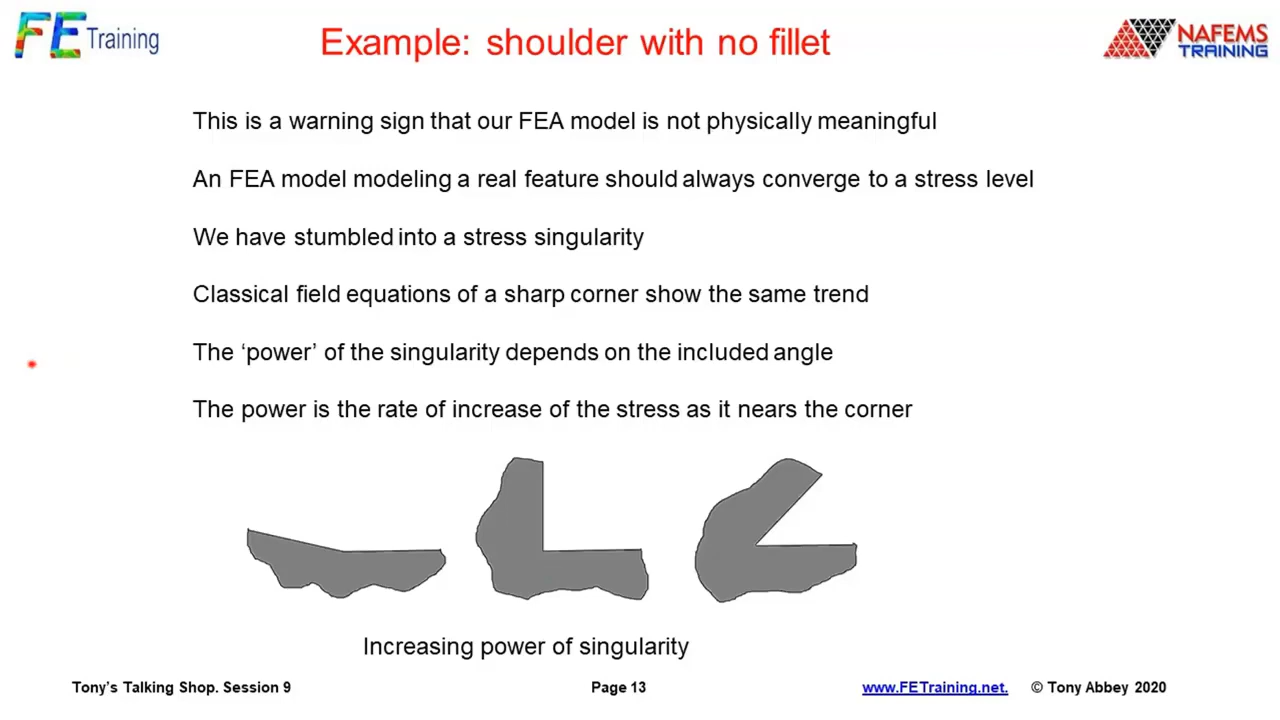 FE Training
Example: shoulder with no fillet
NAFEMS
TRAINING
This is a warning sign that our FEA model is not physically meaningful
An FEA model modeling a real feature should always converge to a stress level
We have stumbled into a stress singularity
Classical field equations of a sharp corner show the same trend
The ‘power’ of the singularity depends on the included angle
The power is the rate of increase of the stress as it nears the corner
Increasing power of singularity
Tony’s Talking Shop. Session 9 Page 13 www.FETraining.net. © Tony Abbey 2020